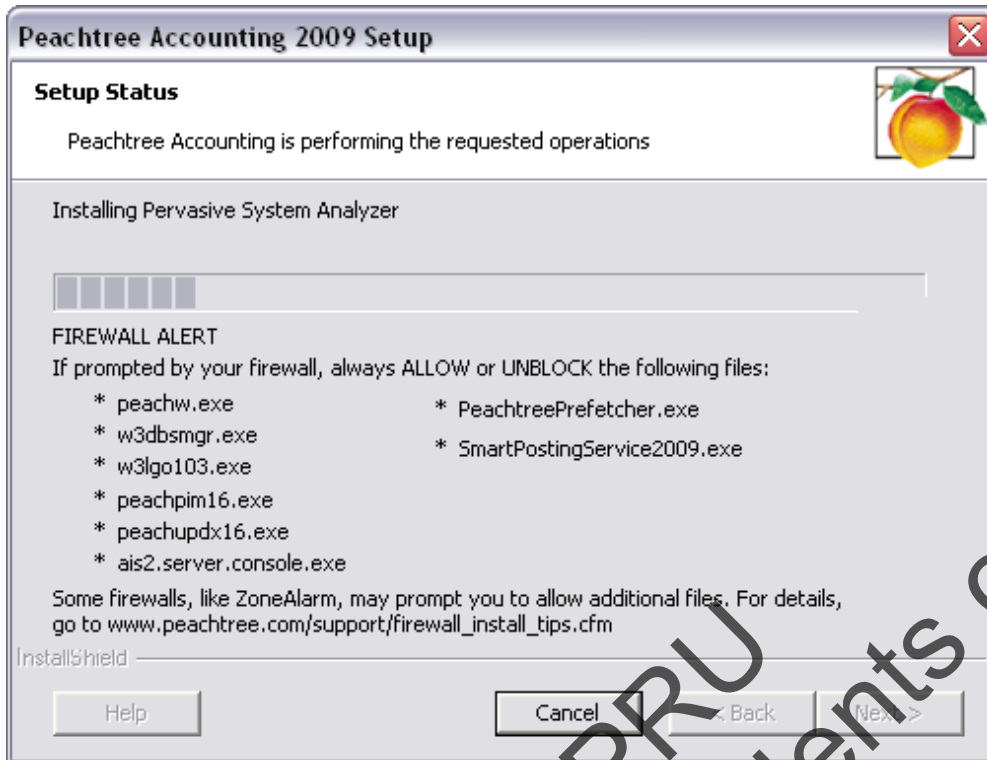 Peachtree Accounting 2009 Setup
Setup Status
Peachtree Accounting is performing the requested operations
Installing Pervasive System Analyzer
FIREWALL ALERT
If prompted by your firewall, always ALLOW or UNBLOCK the following files:
* peachw.exe
* w3dbsmgr.exe
* w3lgo103.exe
* peachpim16.exe
* peachupdx16.exe
* ais2.server.console.exe
* PeachtreePrefetcher.exe
* SmartPostingService2009.exe
Some firewalls, like ZoneAlarm, may prompt you to allow additional files. For details,
go to www.peachtree.com/support/firewall_install_tips.cfm
InstallShield
Help
Cancel
< Back
Next >
PRU
ents